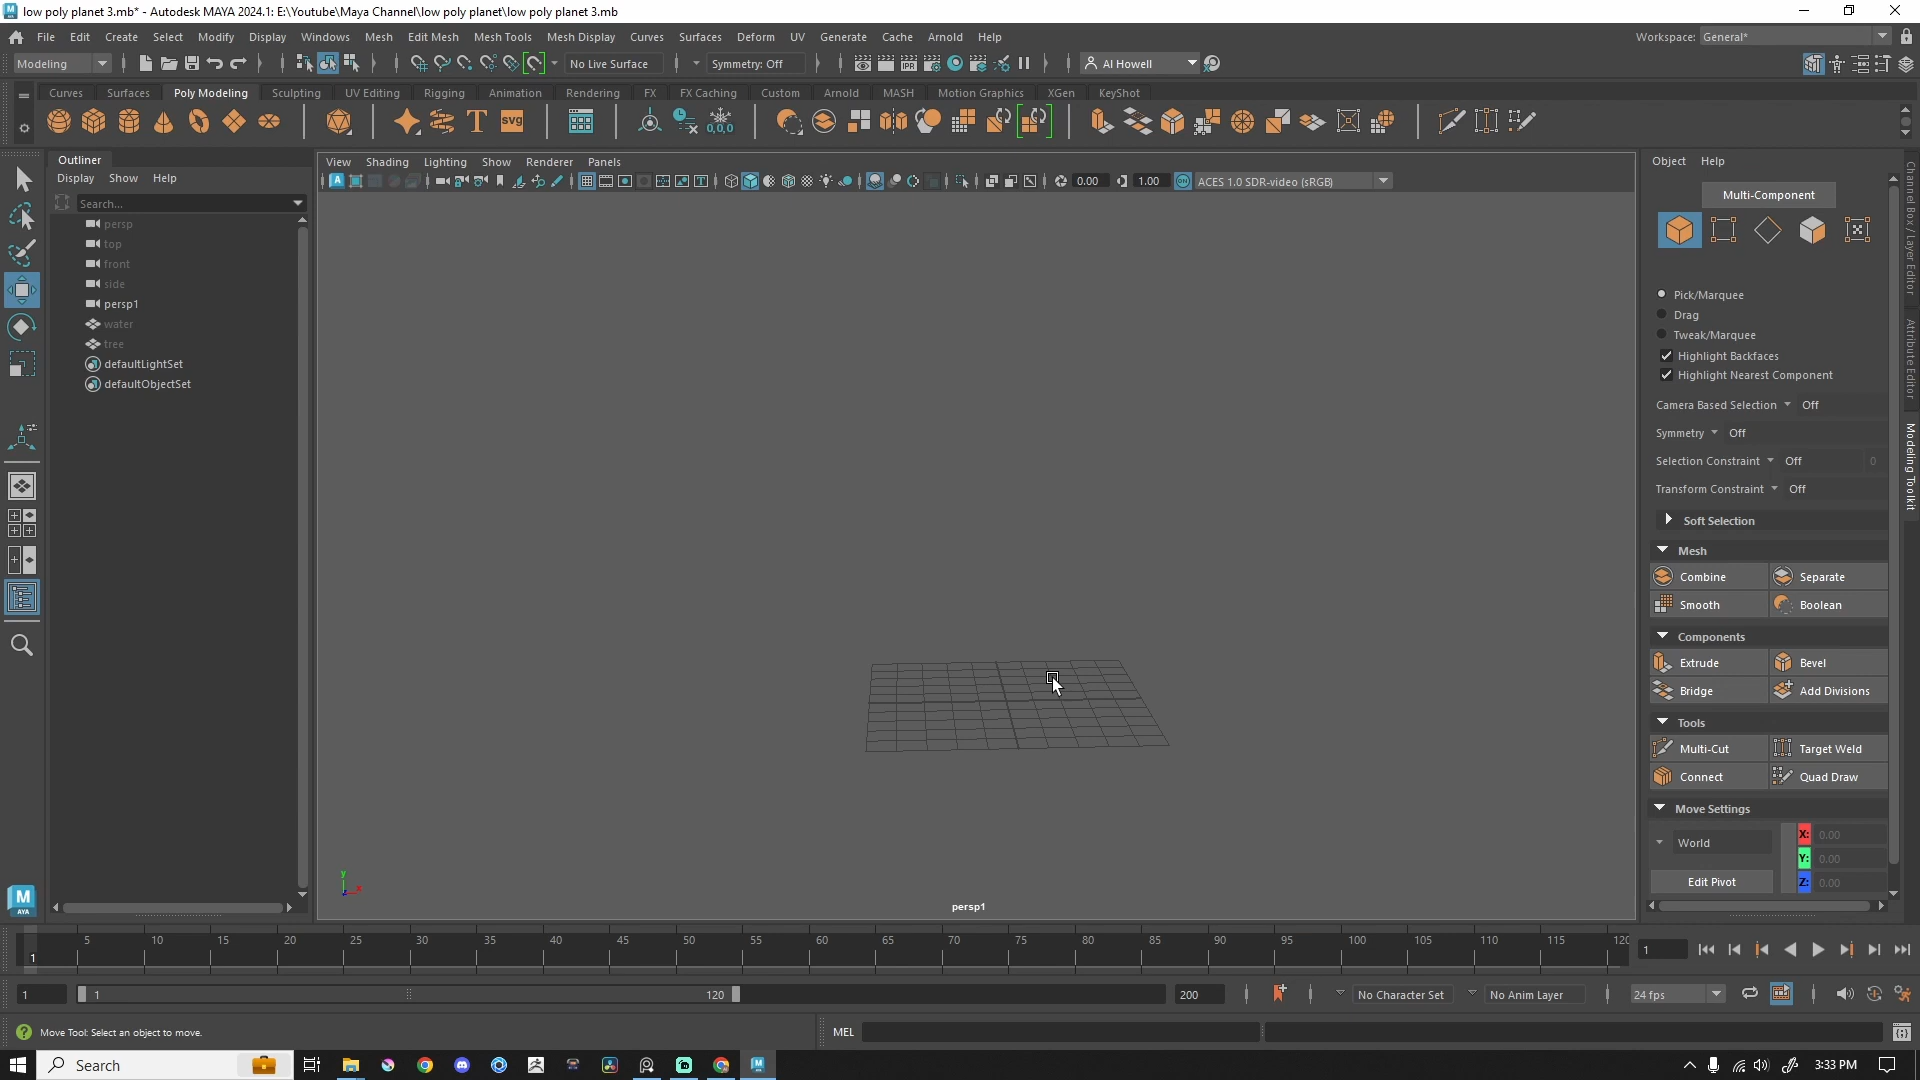 low poly planet 3.mb* - Autodesk MAYA 2024.1: E:\Youtube\Maya Channel\low poly planet\low poly planet 3.mb
File Edit Create Select Modify Display Windows Mesh Edit Mesh Mesh Tools Mesh Display Curves Surfaces Deform UV Generate Cache Arnold Help Workspace: General*
Modeling No Live Surface Symmetry: Off IPR Al Howell
Curves Surfaces Poly Modeling Sculpting UV Editing Rigging Animation Rendering FX FX Caching Custom Arnold MASH Motion Graphics XGen KeyShot
T SVG 0,0,0
Outliner
Display Show Help
Search...
persp
top
front
side
persp1
water
tree
defaultLightSet
defaultObjectSet
View Shading Lighting Show Renderer Panels
0.00 1.00 ON ACES 1.0 SDR-video (sRGB)
y
x
persp1
Object Help
Multi-Component
Pick/Marquee
Drag
Tweak/Marquee
Highlight Backfaces
Highlight Nearest Component
Camera Based Selection Off
Symmetry Off
Selection Constraint Off 0
Transform Constraint Off
Soft Selection
Mesh
Combine Separate
Smooth Boolean
Components
Extrude Bevel
Bridge Add Divisions
Tools
Multi-Cut Target Weld
Connect Quad Draw
Move Settings
World
X: 0.00
Y: 0.00
Z: 0.00
Edit Pivot
Channel Box / Layer Editor
Attribute Editor
Modeling Toolkit
M
AYA
5 10 15 20 25 30 35 40 45 50 55 60 65 70 75 80 85 90 95 100 105 110 115 120
1
1
1 1 120 200 No Character Set No Anim Layer 24 fps
Move Tool: Select an object to move. MEL
Search 3:33 PM